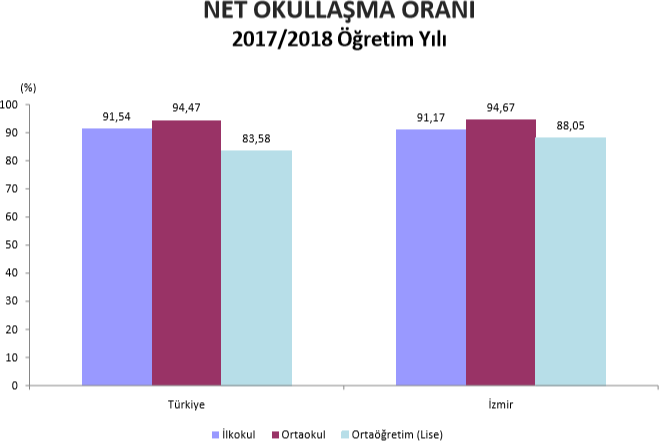 NET OKULLAŞMA ORANI
2017/2018 Öğretim Yılı
(%)
100
90
80
70
60
50
40
30
20
10
0
91,54
94,47
83,58
91,17
94,67
88,05
Türkiye
İzmir
İlkokul
Ortaokul
Ortaöğretim (Lise)